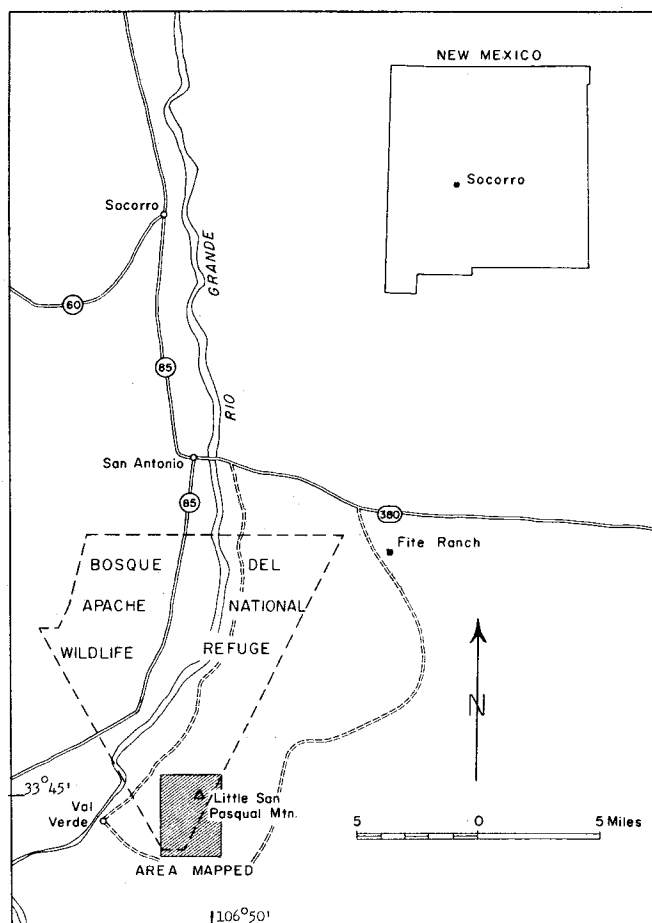 NEW MEXICO
Socorro
Socorro
GRANDE
60
85
RIO
San Antonio
85
380
Fite Ranch
BOSQUE DEL
APACHE NATIONAL
WILDLIFE REFUGE
N
33°45'
Little San
Pasqual Mtn.
Val
Verde
5 0 5 Miles
AREA MAPPED
106°50'